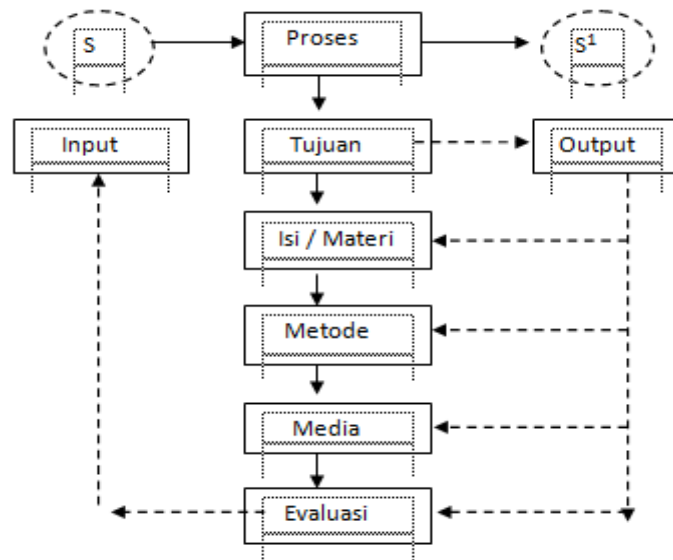 S
Proses
S¹
Input
Tujuan
Output
Isi / Materi
Metode
Media
Evaluasi